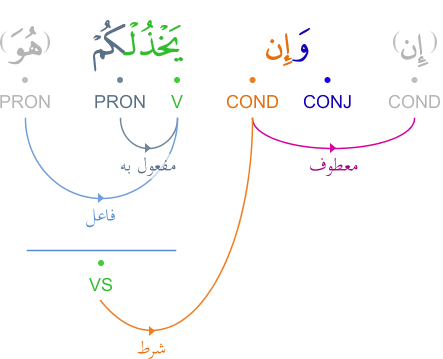 (إِن) وَإِن يَخْذُلْكُمْ (هُوَ)
COND CONJ COND V PRON PRON
معطوف مفعول به
فاعل
VS
شرط